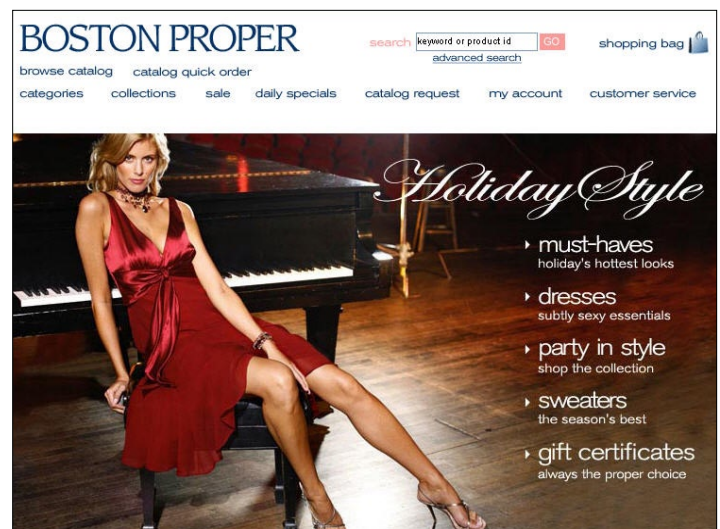 BOSTON PROPER
search keyword or product id GO
advanced search
shopping bag
browse catalog catalog quick order
categories collections sale daily specials catalog request my account customer service
Holiday Style
must-haves
holiday's hottest looks
dresses
subtly sexy essentials
party in style
shop the collection
sweaters
the season's best
gift certificates
always the proper choice